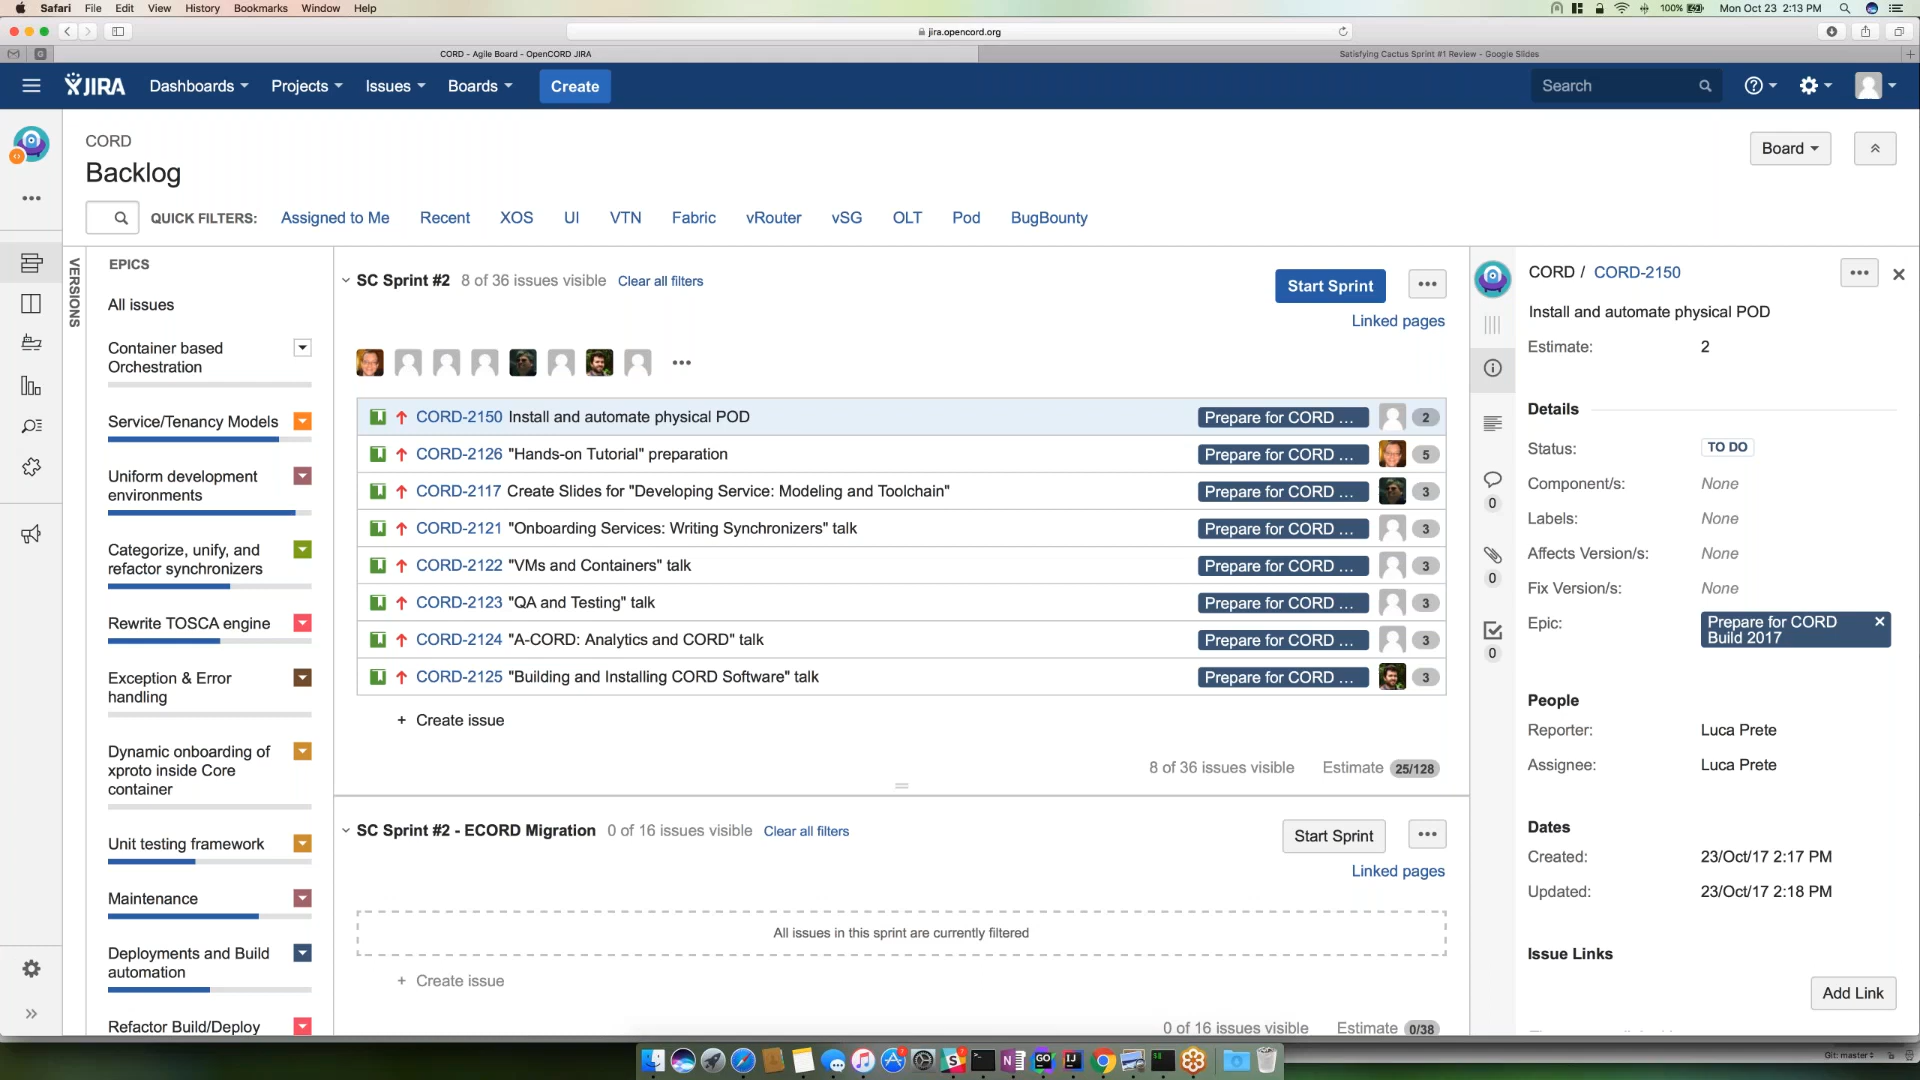 Safari File Edit View History Bookmarks Window Help
100% Mon Oct 23 2:13 PM
jira.opencord.org
CORD - Agile Board - OpenCORD JIRA
Satisfying Cactus Sprint #1 Review - Google Slides
JIRA Dashboards Projects Issues Boards Create Search
CORD
Backlog
Board
QUICK FILTERS: Assigned to Me Recent XOS UI VTN Fabric vRouter vSG OLT Pod BugBounty
VERSIONS
EPICS
All issues
Container based
Orchestration
Service/Tenancy Models
Uniform development
environments
Categorize, unify, and
refactor synchronizers
Rewrite TOSCA engine
Exception & Error
handling
Dynamic onboarding of
xproto inside Core
container
Unit testing framework
Maintenance
Deployments and Build
automation
Refactor Build/Deploy
SC Sprint #2 8 of 36 issues visible Clear all filters
Start Sprint
Linked pages
CORD-2150 Install and automate physical POD Prepare for CORD ... 2
CORD-2126 "Hands-on Tutorial" preparation Prepare for CORD ... 5
CORD-2117 Create Slides for "Developing Service: Modeling and Toolchain" Prepare for CORD ... 3
CORD-2121 "Onboarding Services: Writing Synchronizers" talk Prepare for CORD ... 3
CORD-2122 "VMs and Containers" talk Prepare for CORD ... 3
CORD-2123 "QA and Testing" talk Prepare for CORD ... 3
CORD-2124 "A-CORD: Analytics and CORD" talk Prepare for CORD ... 3
CORD-2125 "Building and Installing CORD Software" talk Prepare for CORD ... 3
+ Create issue
8 of 36 issues visible Estimate 25/128
SC Sprint #2 - ECORD Migration 0 of 16 issues visible Clear all filters
Start Sprint
Linked pages
All issues in this sprint are currently filtered
+ Create issue
0 of 16 issues visible Estimate 0/38
CORD / CORD-2150
Install and automate physical POD
Estimate: 2
Details
Status: TO DO
Component/s: None
Labels: None
Affects Version/s: None
Fix Version/s: None
Epic: Prepare for CORD
Build 2017
0
0
0
People
Reporter: Luca Prete
Assignee: Luca Prete
Dates
Created: 23/Oct/17 2:17 PM
Updated: 23/Oct/17 2:18 PM
Issue Links
Add Link
Git: master